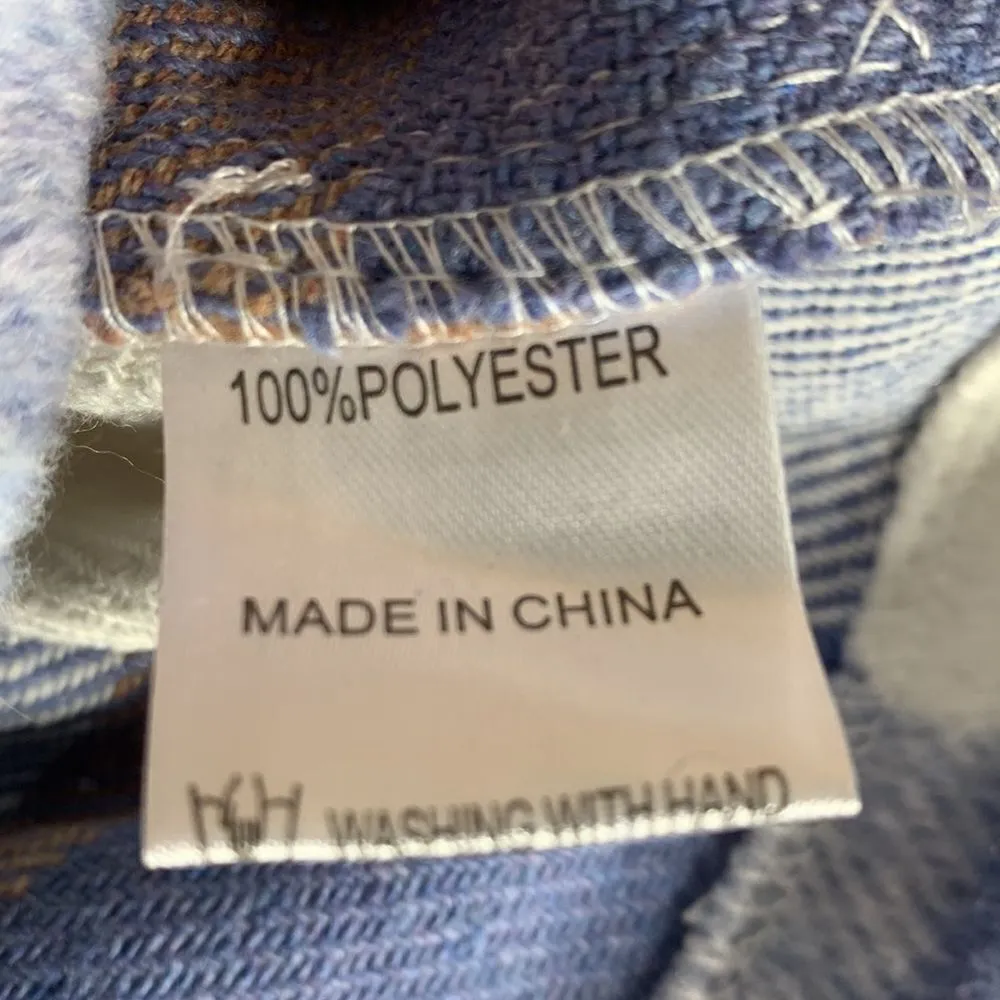 100%POLYESTER
MADE IN CHINA
WASHING WITH HAND